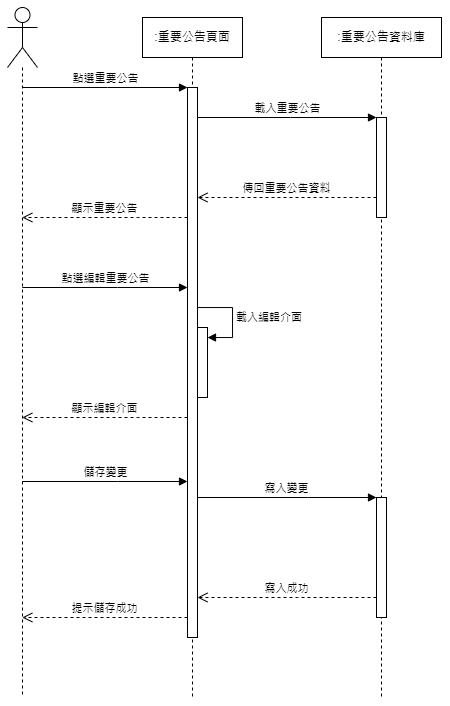 :重要公告頁面
:重要公告資料庫
點選重要公告
載入重要公告
傳回重要公告資料
顯示重要公告
點選編輯重要公告
載入編輯介面
顯示編輯介面
儲存變更
寫入變更
寫入成功
提示儲存成功